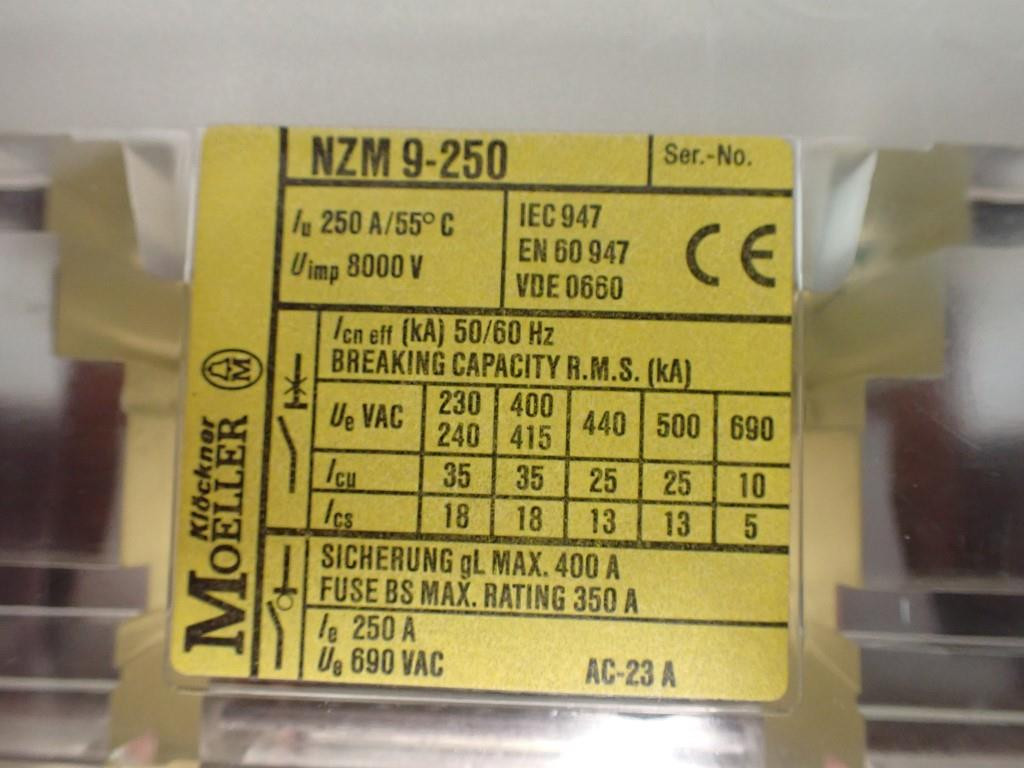 NZM 9-250
Ser.-No.
Iu 250 A/55° C
Uimp 8000 V
IEC 947
EN 60 947
VDE 0660
CE
Icn eff (kA) 50/60 Hz
BREAKING CAPACITY R.M.S. (kA)
Ue VAC 230 240 400 415 440 500 690
Icu 35 35 25 25 10
Ics 18 18 13 13 5
SICHERUNG gL MAX. 400 A
FUSE BS MAX. RATING 350 A
Ie 250 A
Ue 690 VAC AC-23 A
Klöckner
MOELLER
M